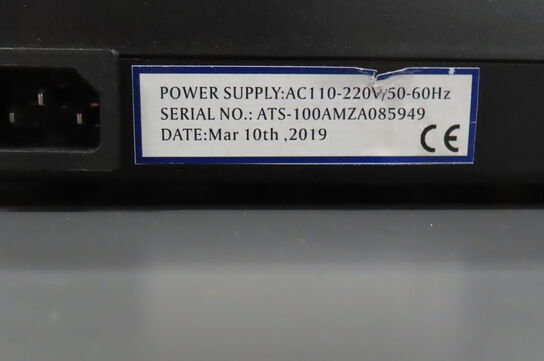 POWER SUPPLY:AC110-220V/50-60Hz
SERIAL NO.: ATS-100AMZA085949
DATE:Mar 10th ,2019
CE